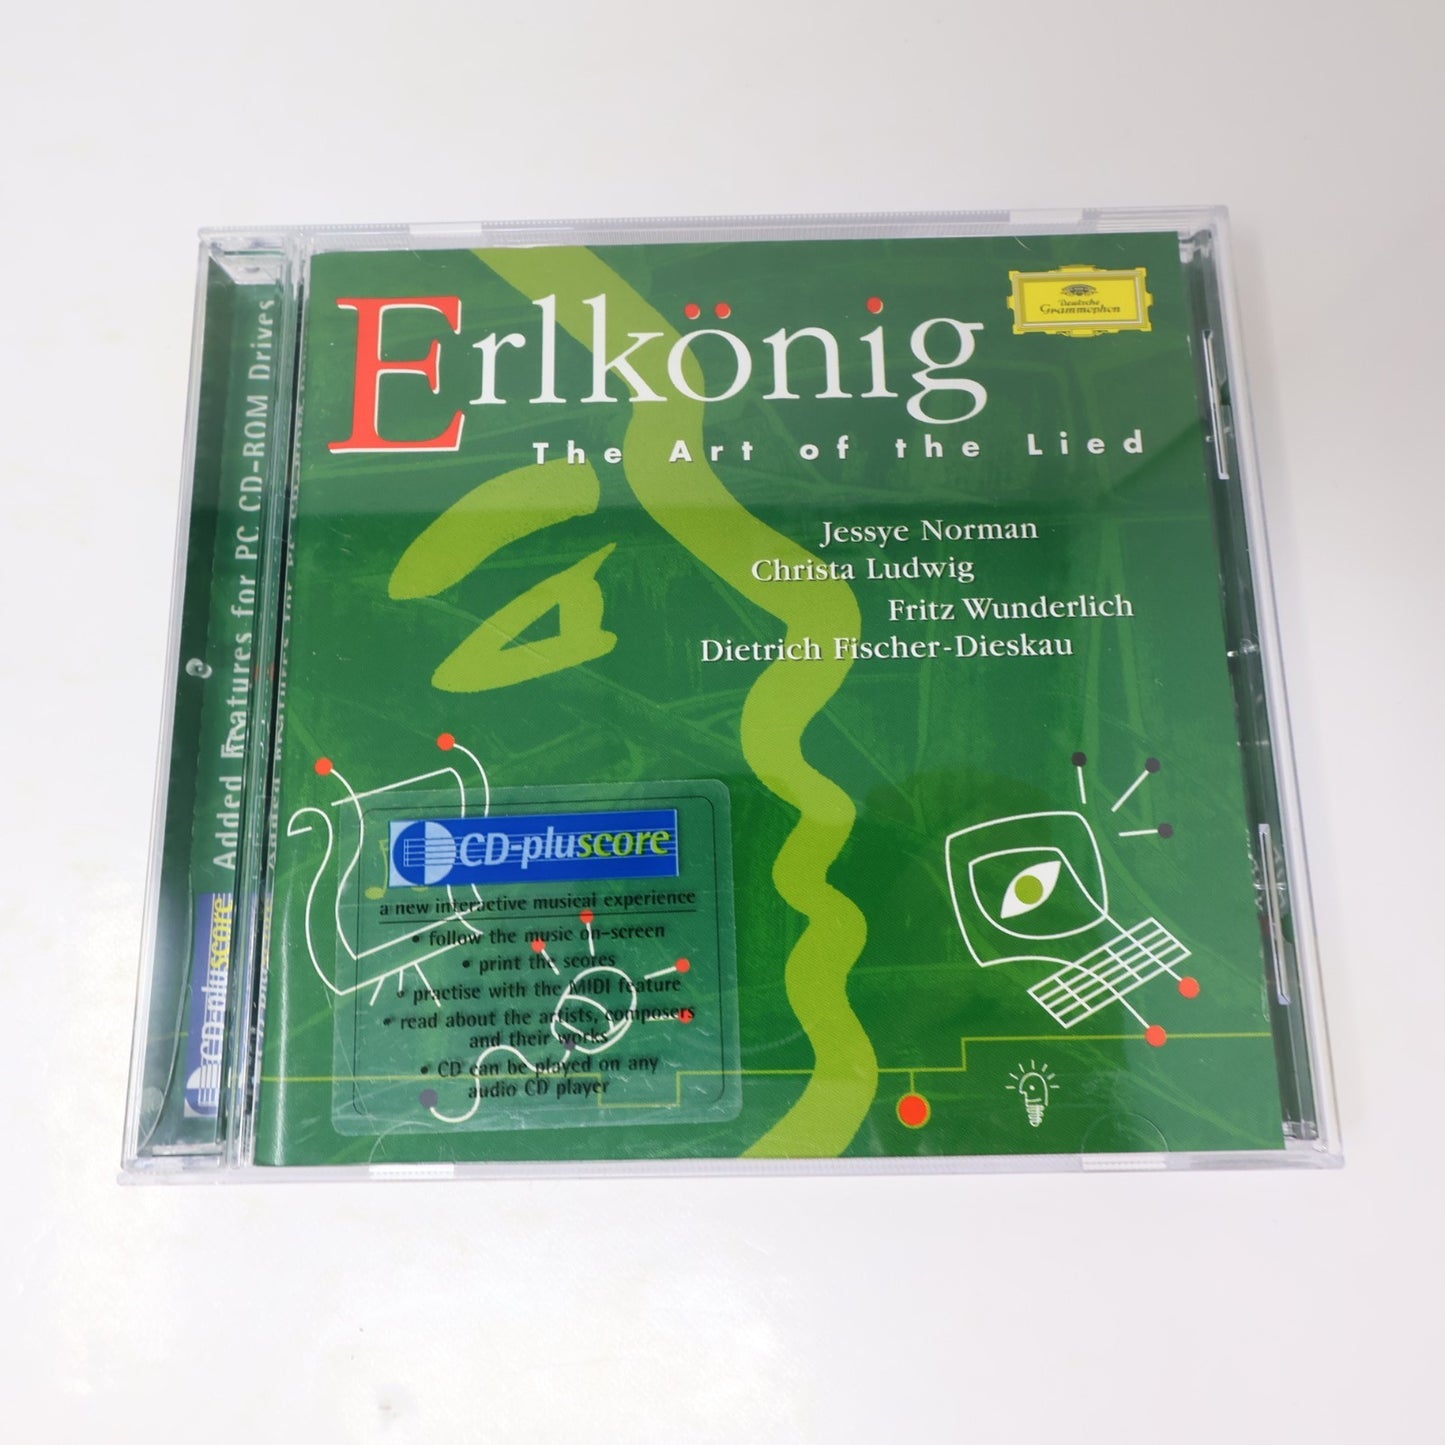 Erlkönig
The Art of the Lied
Deutsche
Grammophon
Jessye Norman
Christa Ludwig
Fritz Wunderlich
Dietrich Fischer-Dieskau
CD-pluscore
a new interactive musical experience
• follow the music on-screen
• print the scores
• practise with the MIDI feature
• read about the artists, composers
and their works
• CD can be played on any
audio CD player
CD-pluscore Added Features for PC CD-ROM Drives